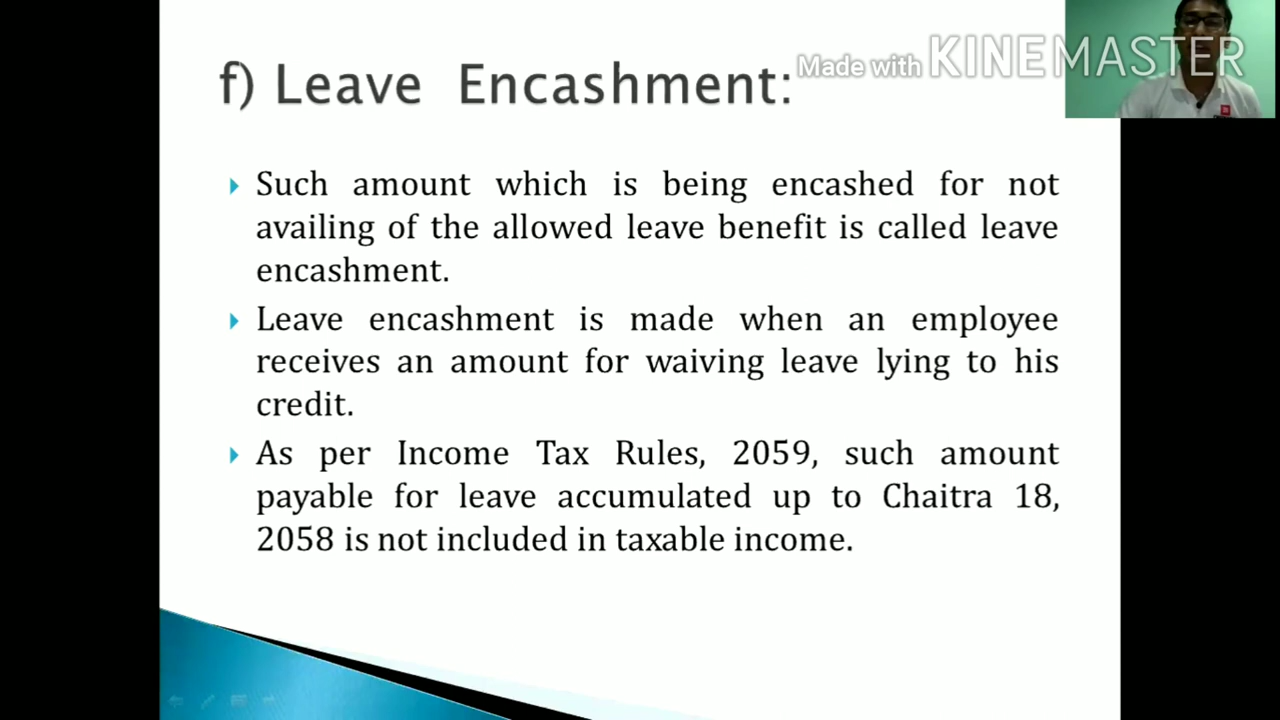 f) Leave Encashment:
Made with KINEMASTER
Such amount which is being encashed for not
availing of the allowed leave benefit is called leave
encashment.
Leave encashment is made when an employee
receives an amount for waiving leave lying to his
credit.
As per Income Tax Rules, 2059, such amount
payable for leave accumulated up to Chaitra 18,
2058 is not included in taxable income.